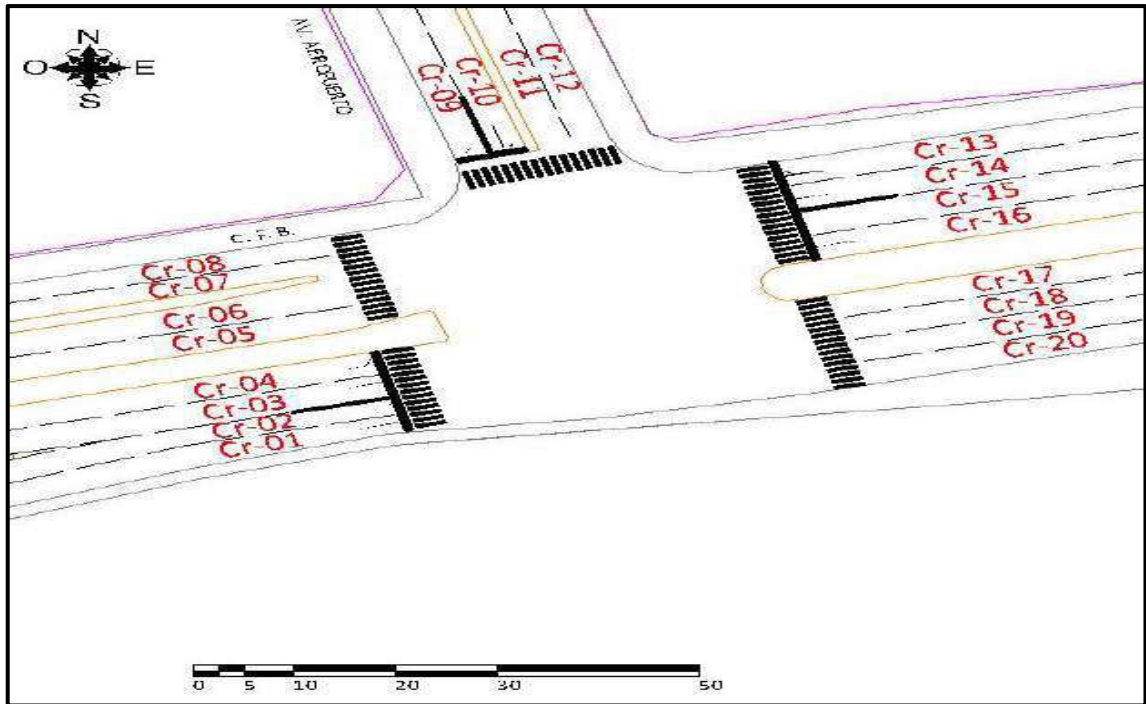 N
O E
S
AV. AEROPUERTO
Cr-09
Cr-10
Cr-11
Cr-12
Cr-13
Cr-14
Cr-15
Cr-16
C. F. B.
Cr-08
Cr-07
Cr-06
Cr-05
Cr-04
Cr-03
Cr-02
Cr-01
Cr-17
Cr-18
Cr-19
Cr-20
0 5 10 20 30 50